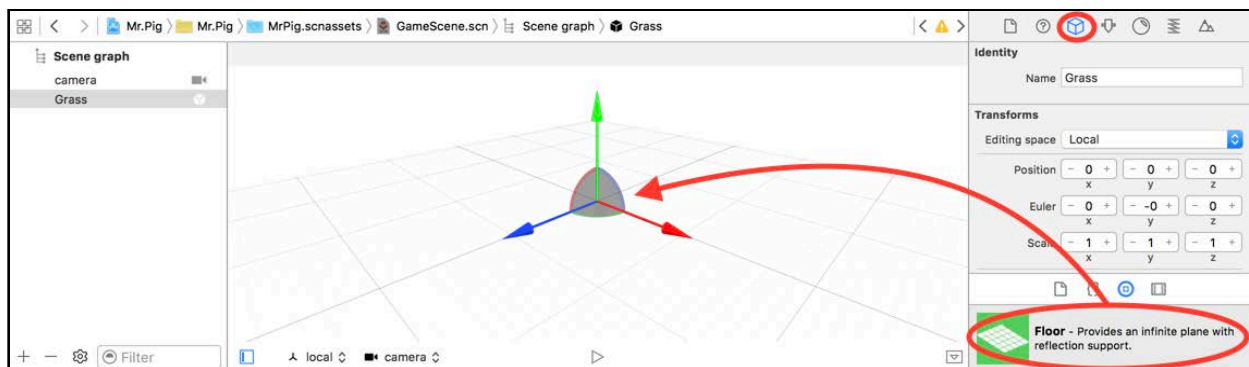 Mr.Pig Mr.Pig MrPig.scnassets GameScene.scn Scene graph Grass
Scene graph
camera
Grass
Identity
Name Grass
Transforms
Editing space Local
Position - 0 + - 0 + - 0 +
x y z
Euler - 0 + - -0 + - 0 +
x y z
Scale - 1 + - 1 + - 1 +
x y z
{}
Floor - Provides an infinite plane with
reflection support.
+ - Filter
local camera